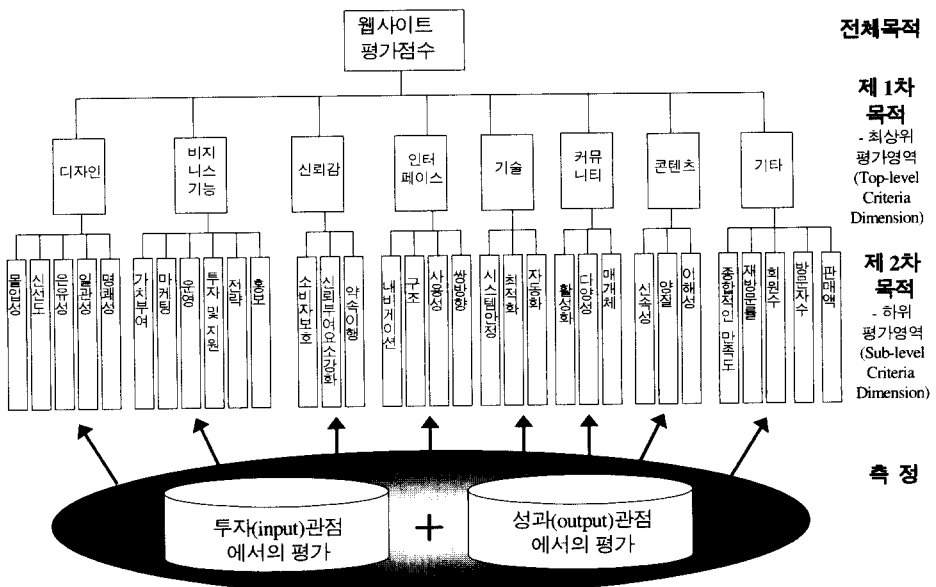 웹사이트
평가점수
전체목적
제 1차
목적
- 최상위
평가영역
(Top-level
Criteria
Dimension)
디자인
비지
니스
기능
신뢰감
인터
페이스
기술
커뮤
니티
콘텐츠
기타
몰입성
신선도
은유성
일관성
명쾌성
가치부여
마케팅
운영
투자 및 지원
전략
홍보
소비자보호
신뢰부여요소강화
약속이행
내비게이션
구조
사용성
쌍방향
시스템안정
최적화
자동화
활성화
다양성
매개체
신속성
양질
이해성
종합적인 만족도
재방문률
회원수
방문자수
판매액
제 2차
목적
- 하위
평가영역
(Sub-level
Criteria
Dimension)
측 정
투자(input)관점
에서의 평가
+
성과(output)관점
에서의 평가